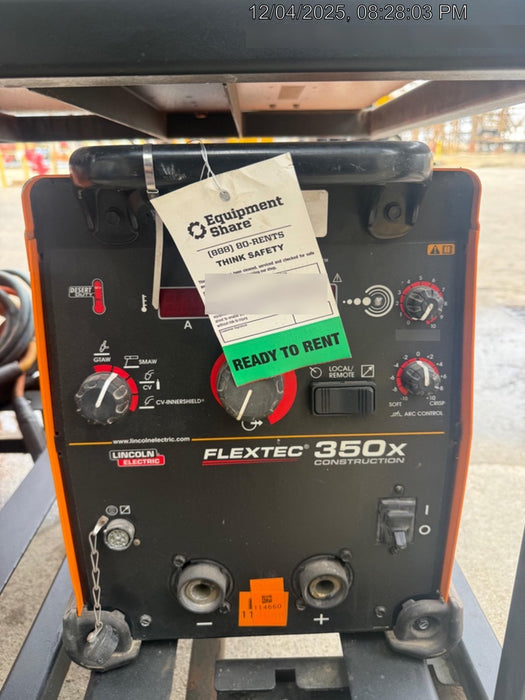 12/04/2025, 08:28:03 PM
Equipment
Share
(888) 80-RENTS
THINK SAFETY
READY TO RENT
DESERT
DUTY
A
GTAW
SMAW
CV
CV-INNERSHIELD
LOCAL/
REMOTE
SOFT
CRISP
ARC CONTROL
www.lincolnelectric.com
LINCOLN
ELECTRIC
FLEXTEC® 350X
CONSTRUCTION
I
O
114660
11
- +